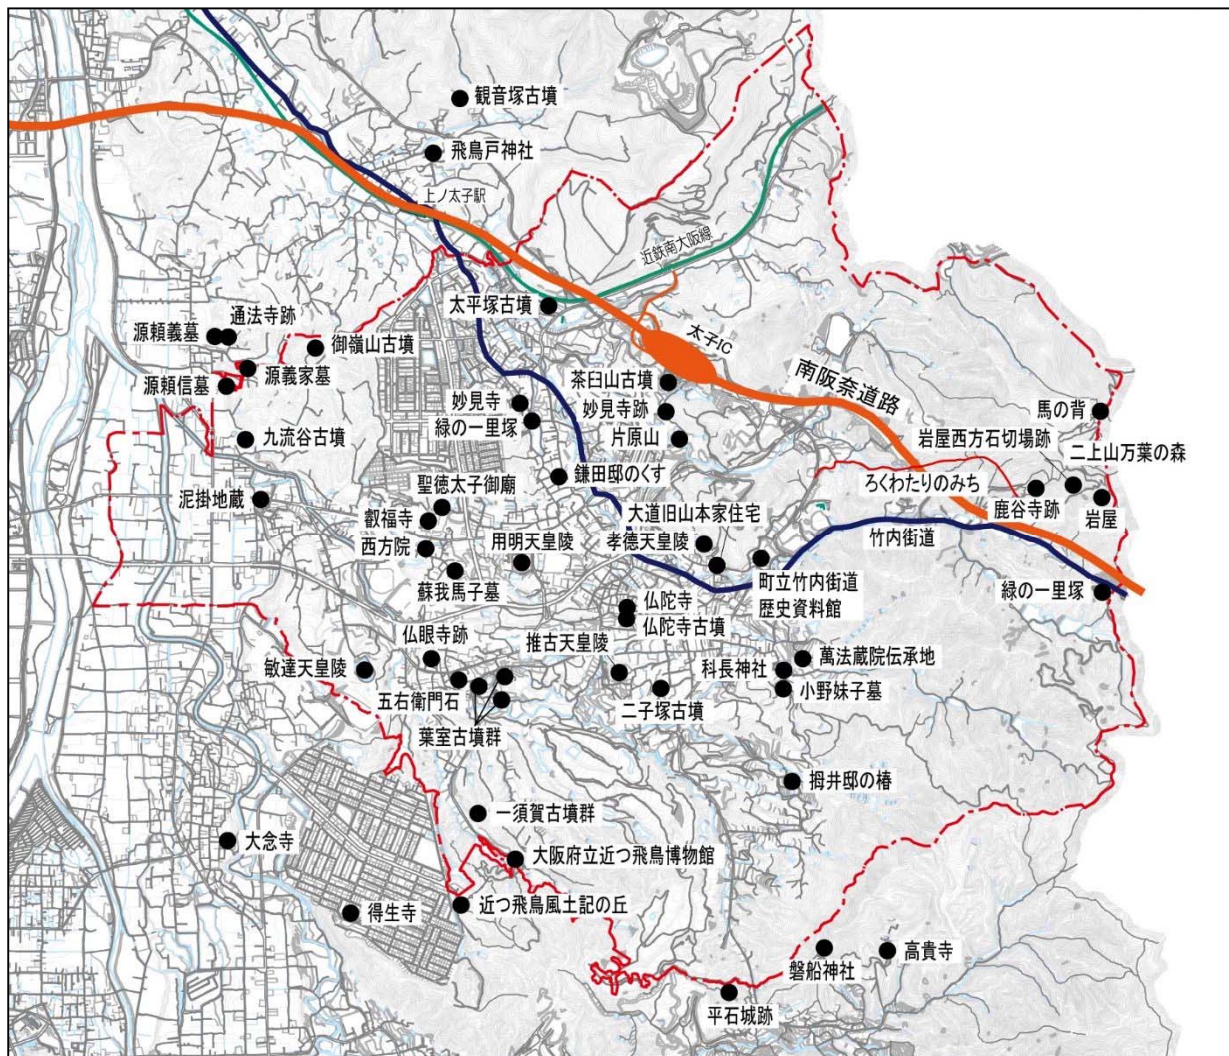 観音塚古墳
飛鳥戸神社
上ノ太子駅
近鉄南大阪線
太平塚古墳
太子IC
南阪奈道路
通法寺跡
源頼義墓
御嶺山古墳
源義家墓
源頼信墓
茶臼山古墳
妙見寺
妙見寺跡
緑の一里塚
片原山
馬の背
岩屋西方石切場跡
二上山万葉の森
九流谷古墳
鎌田邸のくす
ろくわたりのみち
鹿谷寺跡
岩屋
泥掛地蔵
聖徳太子御廟
叡福寺
大道旧山本家住宅
孝徳天皇陵
竹内街道
西方院
用明天皇陵
蘇我馬子墓
町立竹内街道
歴史資料館
緑の一里塚
仏陀寺
仏陀寺古墳
仏眼寺跡
推古天皇陵
敏達天皇陵
科長神社
萬法蔵院伝承地
小野妹子墓
五右衛門石
二子塚古墳
葉室古墳群
拇井邸の椿
一須賀古墳群
大念寺
大阪府立近つ飛鳥博物館
近つ飛鳥風土記の丘
得生寺
磐船神社
高貴寺
平石城跡